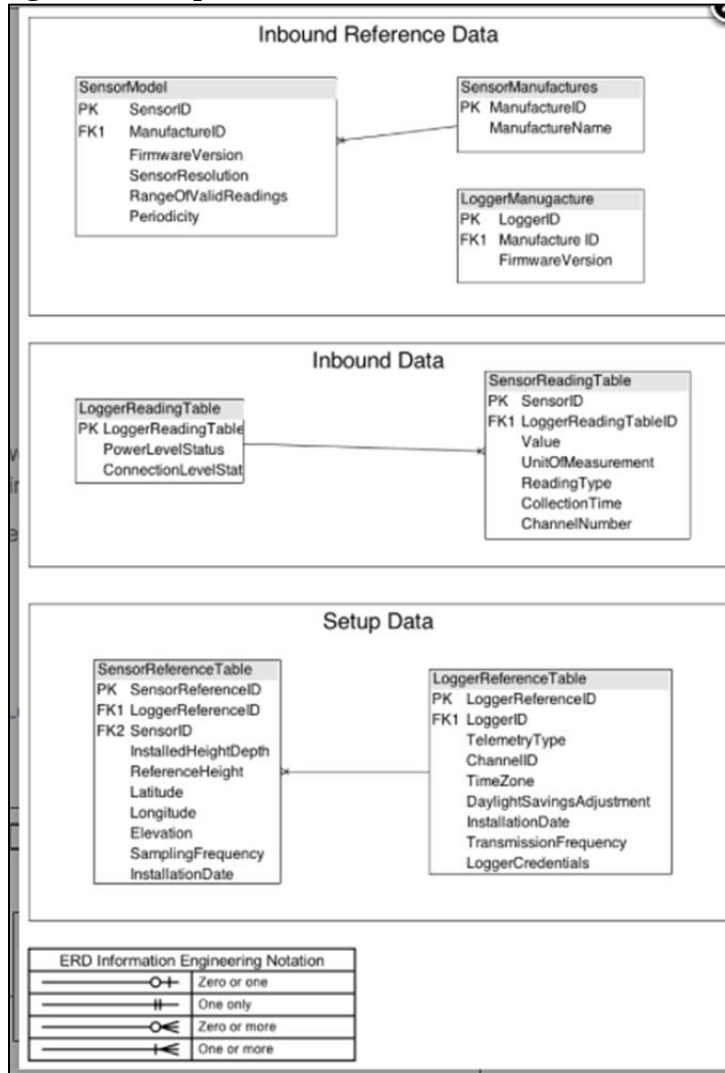 Inbound Reference Data
SensorModel
PK SensorID
FK1 ManufactureID
FirmwareVersion
SensorResolution
RangeOfValidReadings
Periodicity
SensorManufactures
PK ManufactureID
ManufactureName
LoggerManugacture
PK LoggerID
FK1 Manufacture ID
FirmwareVersion
Inbound Data
LoggerReadingTable
PK LoggerReadingTable
PowerLevelStatus
ConnectionLevelStat
SensorReadingTable
PK SensorID
FK1 LoggerReadingTableID
Value
UnitOfMeasurement
ReadingType
CollectionTime
ChannelNumber
Setup Data
SensorReferenceTable
PK SensorReferenceID
FK1 LoggerReferenceID
FK2 SensorID
InstalledHeightDepth
ReferenceHeight
Latitude
Longitude
Elevation
SamplingFrequency
InstallationDate
LoggerReferenceTable
PK LoggerReferenceID
FK1 LoggerID
TelemetryType
ChannelID
TimeZone
DaylightSavingsAdjustment
InstallationDate
TransmissionFrequency
LoggerCredentials
ERD Information Engineering Notation
Zero or one
One only
Zero or more
One or more